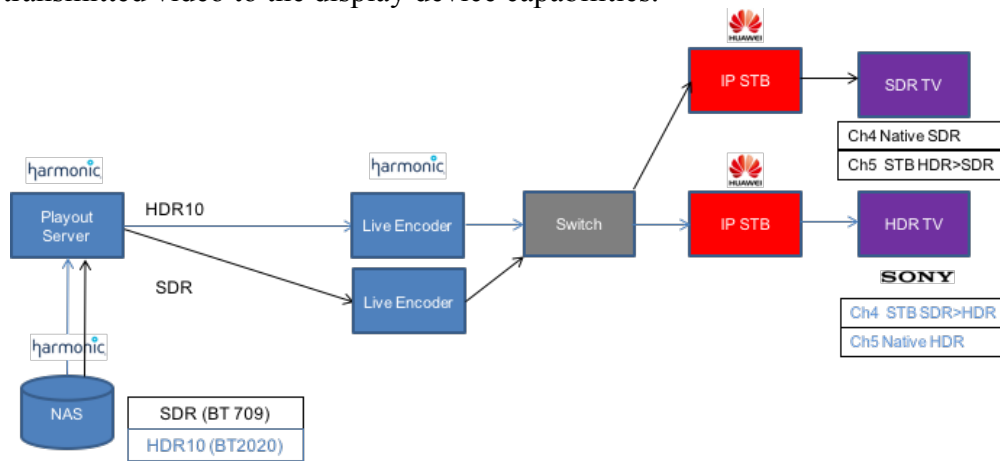 transmitted video to the display device capabilities.
HUAWEI
IP STB
SDR TV
Ch4 Native SDR
Ch5 STB HDR>SDR
harmonic
harmonic
HUAWEI
Playout
Server
HDR10
Live Encoder
Switch
IP STB
HDR TV
SDR
Live Encoder
SONY
Ch4 STB SDR>HDR
Ch5 Native HDR
harmonic
NAS
SDR (BT 709)
HDR10 (BT2020)